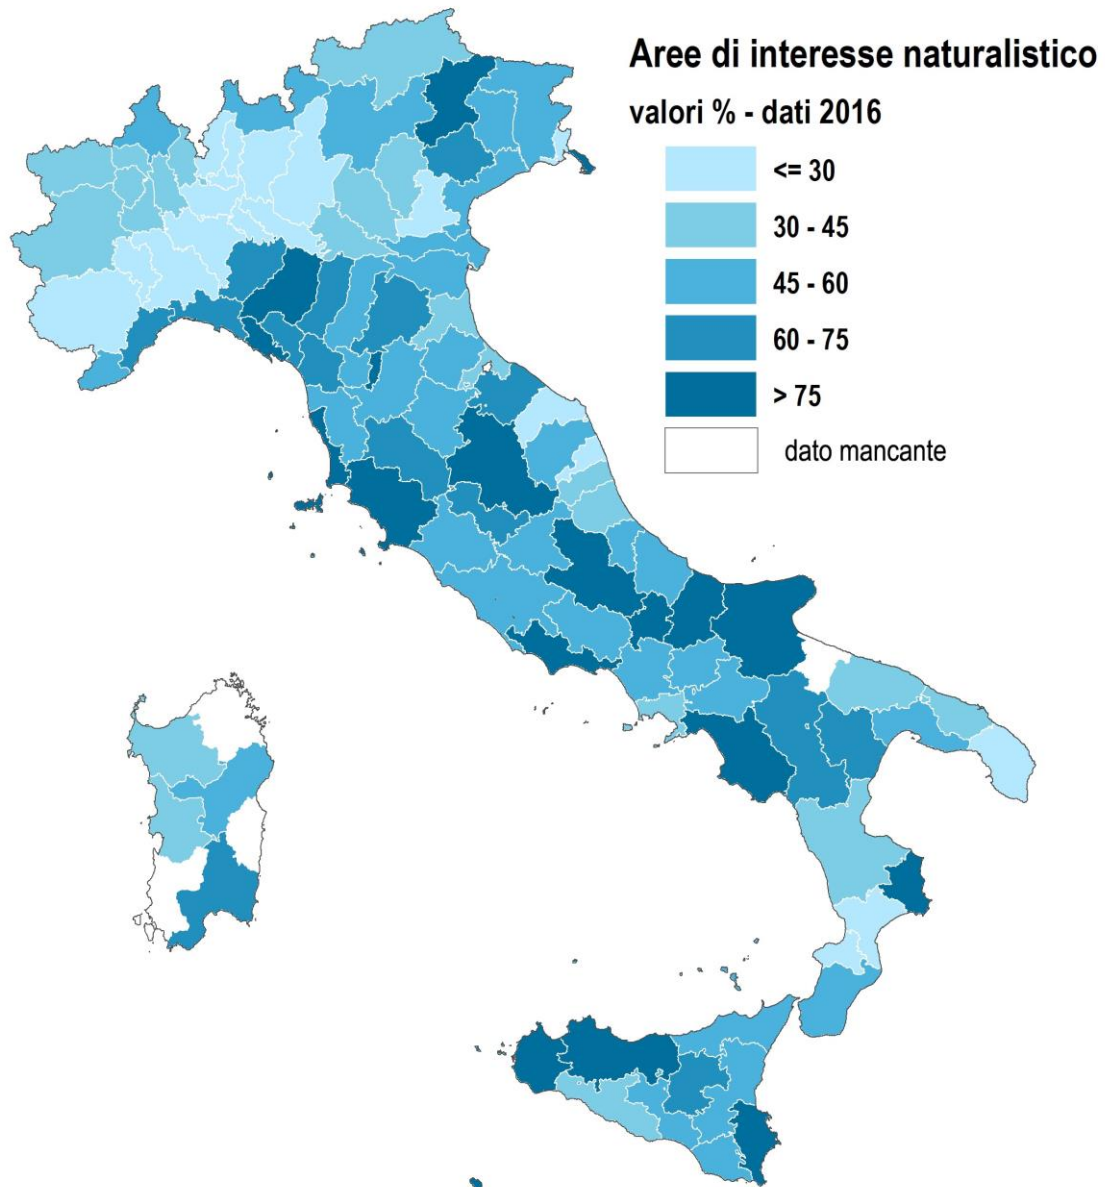 Aree di interesse naturalistico
valori % - dati 2016
<= 30
30 - 45
45 - 60
60 - 75
> 75
dato mancante